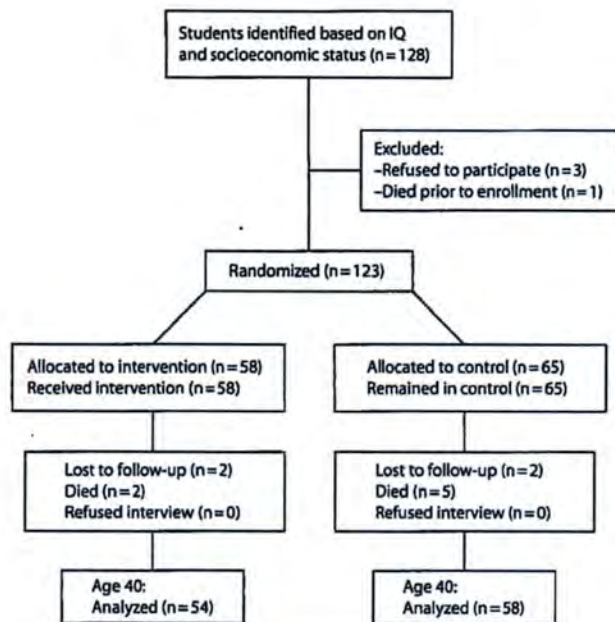 Students identified based on IQ
and socioeconomic status (n=128)
Excluded:
–Refused to participate (n=3)
–Died prior to enrollment (n=1)
Randomized (n=123)
Allocated to intervention (n=58)
Received intervention (n=58)
Allocated to control (n=65)
Remained in control (n=65)
Lost to follow-up (n=2)
Died (n=2)
Refused interview (n=0)
Lost to follow-up (n=2)
Died (n=5)
Refused interview (n=0)
Age 40:
Analyzed (n=54)
Age 40:
Analyzed (n=58)